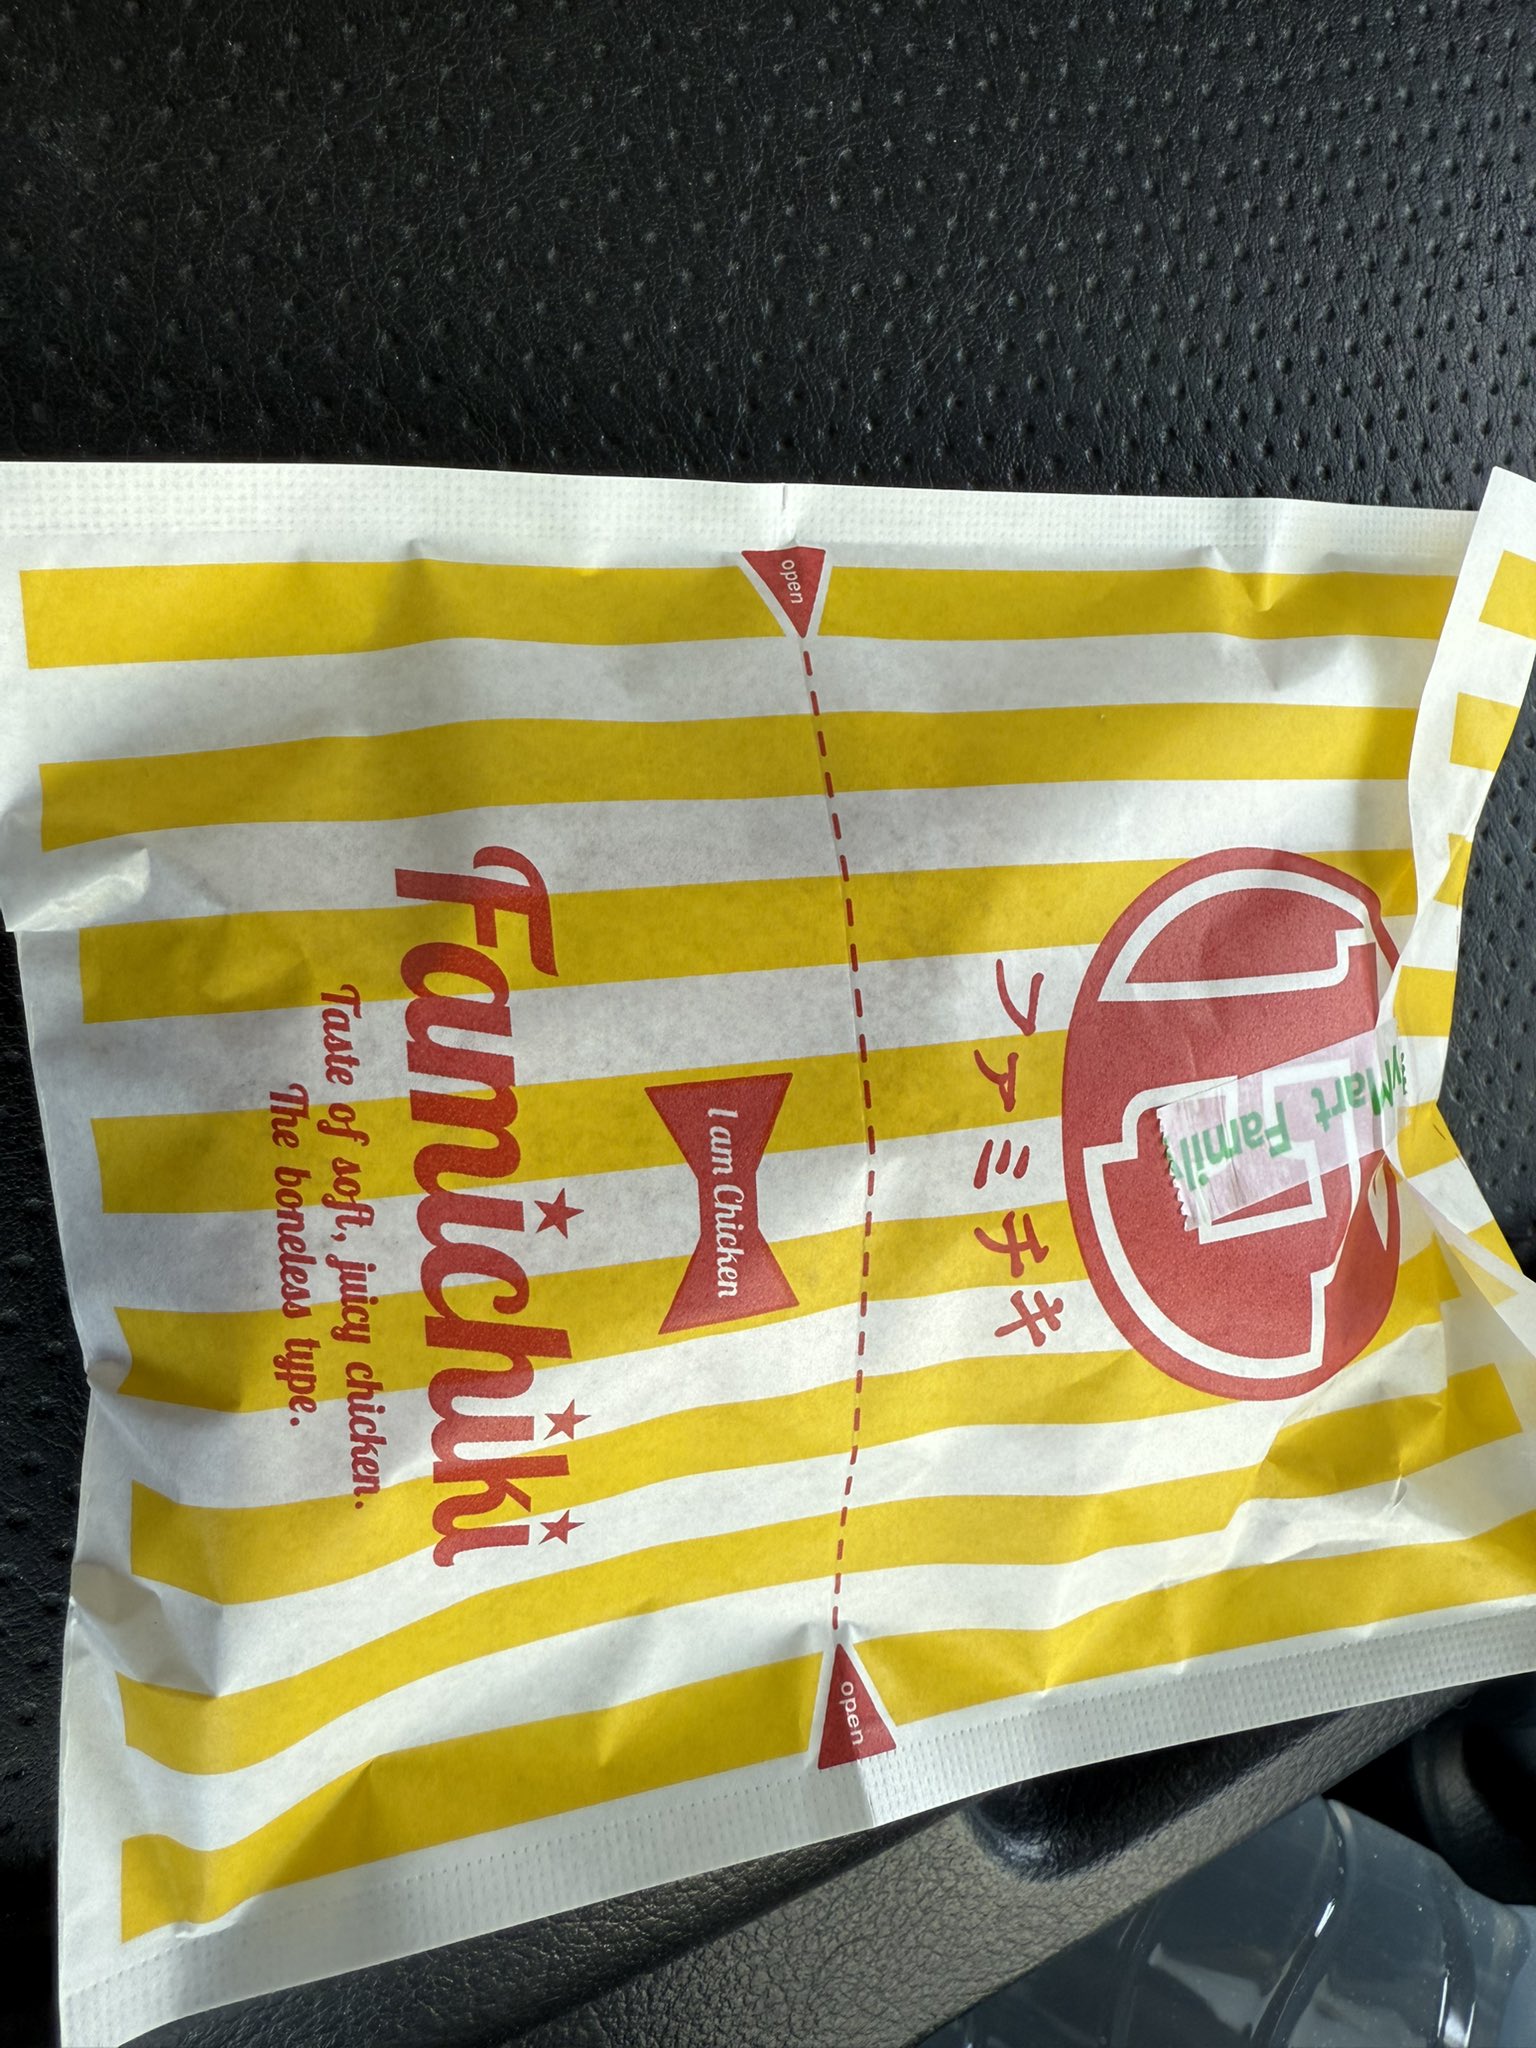 F
ファミチキ
open
open
I am Chicken
Famichiki
Taste of soft, juicy chicken.
The boneless type.
yMart Famil